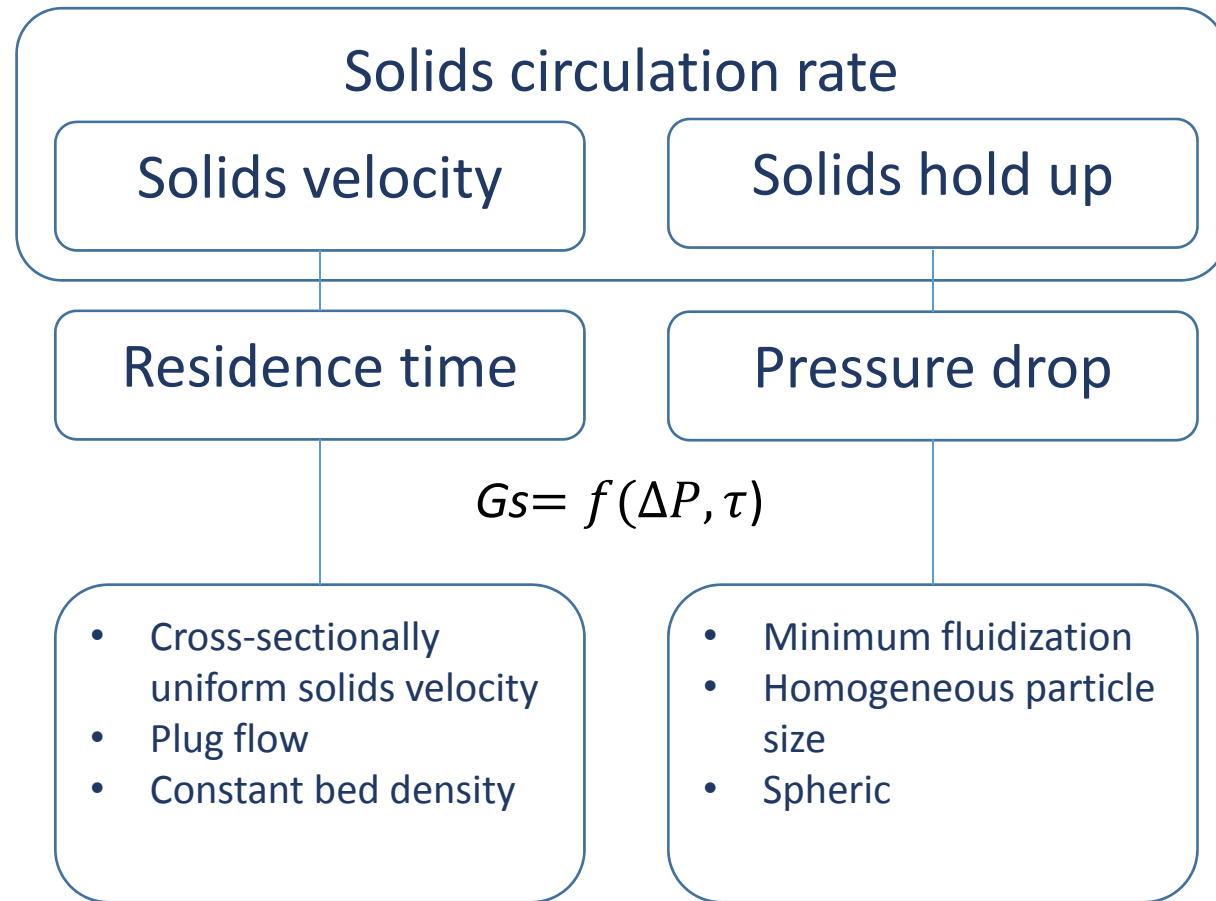 Solids circulation rate
Solids velocity
Solids hold up
Residence time
Pressure drop
Gs= f(ΔP, τ)
• Cross-sectionally
uniform solids velocity
• Plug flow
• Constant bed density
• Minimum fluidization
• Homogeneous particle
size
• Spheric